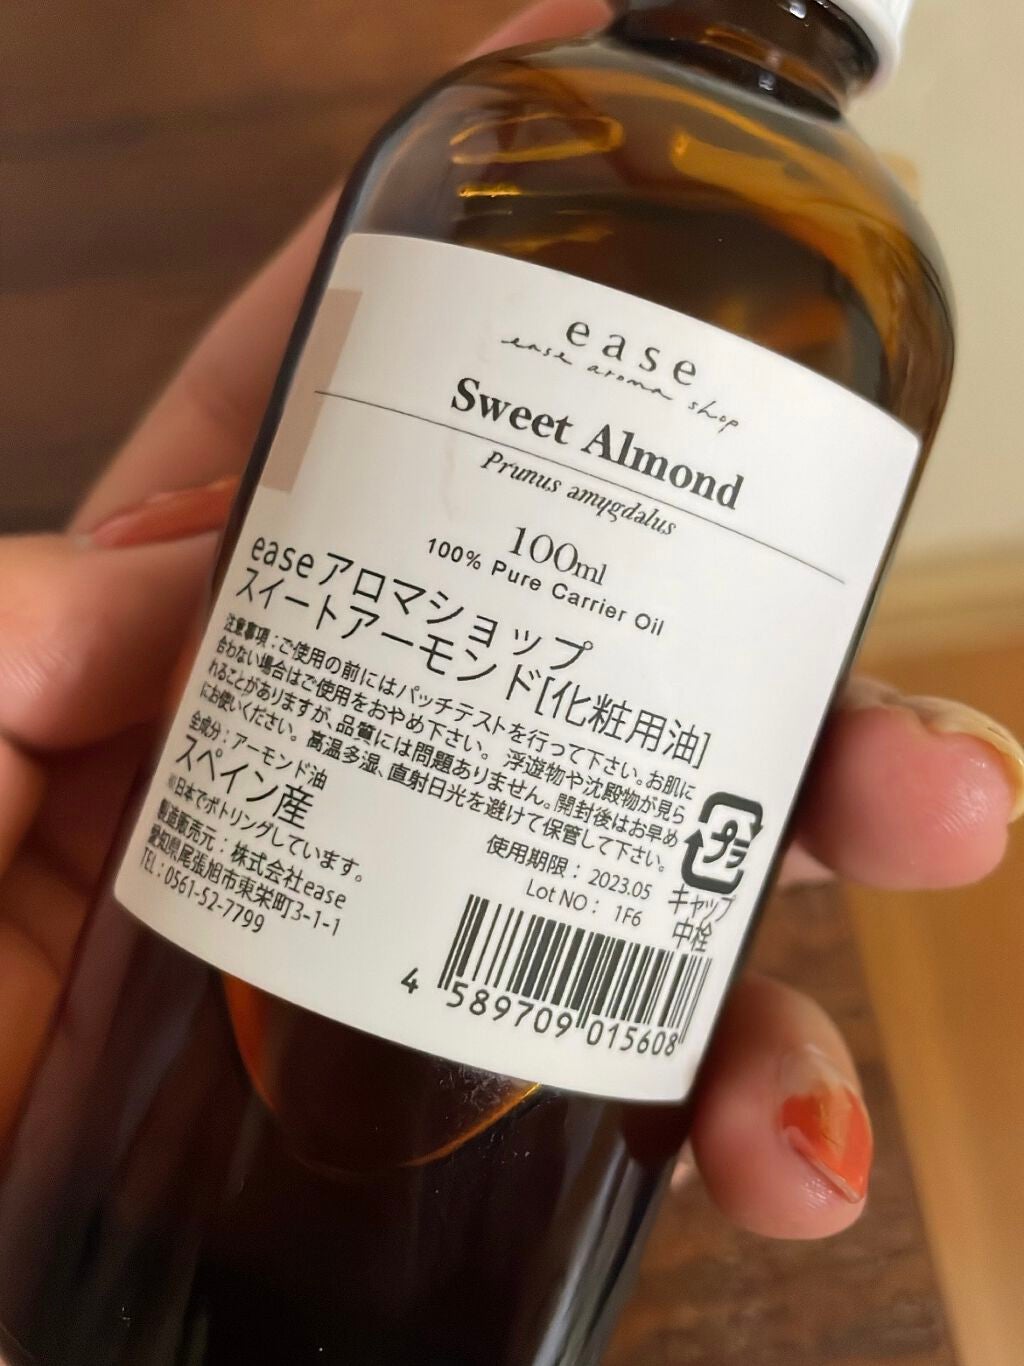 ease
ease aroma shop
Sweet Almond
Prunus amygdalus
100ml
100% Pure Carrier Oil
easeアロマショップ
スイートアーモンド[化粧用油]
注意事項：ご使用の前にはパッチテストを行って下さい。お肌に
合わない場合はご使用をおやめ下さい。 浮遊物や沈殿物が見ら
れることがありますが、品質には問題ありません。開封後はお早め
にお使いください。 高温多湿、直射日光を避けて保管して下さい。
全成分：アーモンド油
スペイン産
※日本でボトリングしています。
製造販売元：株式会社ease
愛知県尾張旭市東栄町3-1-1
TEL：0561-52-7799
使用期限：2023.05
Lot NO： 1F6
プラ
キャップ
中栓
4 589709 015608